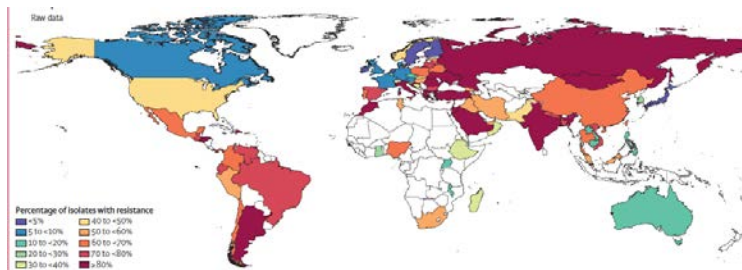 Raw data
Percentage of isolates with resistance
<5%
5 to <10%
10 to <20%
20 to <30%
30 to <40%
40 to <50%
50 to <60%
60 to <70%
70 to <80%
≥80%